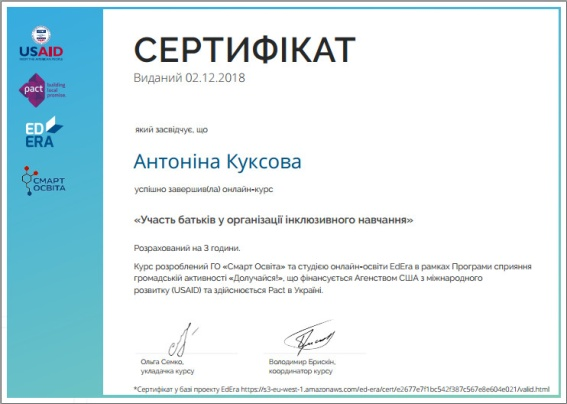 USAID
pact
building
local
promise.
ED
ERA
СМАРТ
ОСВІТА
СЕРТИФІКАТ
Виданий 02.12.2018
який засвідчує, що
Антоніна Куксова
успішно завершив(ла) онлайн-курс
«Участь батьків у організації інклюзивного навчання»
Розрахований на 3 години.
Курс розроблений ГО «Смарт Освіта» та студією онлайн-освіти EdEra в рамках Програми сприяння
громадській активності «Долучайся!», що фінансується Агенством США з міжнародного
розвитку (USAID) та здійснюється Pact в Україні.
Ольга Семко,
укладачка курсу
Володимир Брискін,
координатор курсу
*Сертифікат у базі проекту EdEra https://s3-eu-west-1.amazonaws.com/ed-era/cert/e2677e7f1bc542f387c567e8e604e021/valid.html